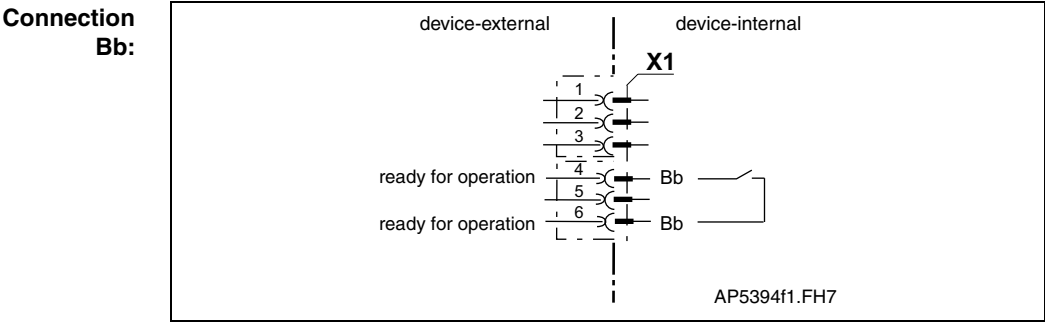 Connection
Bb:
device-external device-internal
X1
1
2
3
ready for operation 4 Bb
5
ready for operation 6 Bb
AP5394f1.FH7